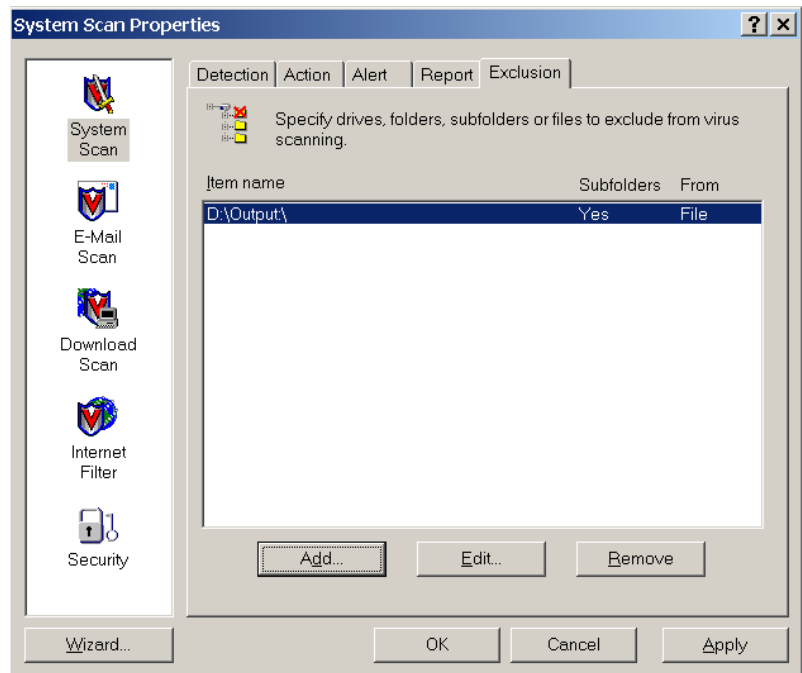 System Scan Properties
? X
System
Scan
E-Mail
Scan
Download
Scan
Internet
Filter
Security
Detection Action Alert Report Exclusion
Specify drives, folders, subfolders or files to exclude from virus
scanning.
Item name Subfolders From
D:\Output:\ Yes File
Add... Edit... Remove
Wizard... OK Cancel Apply